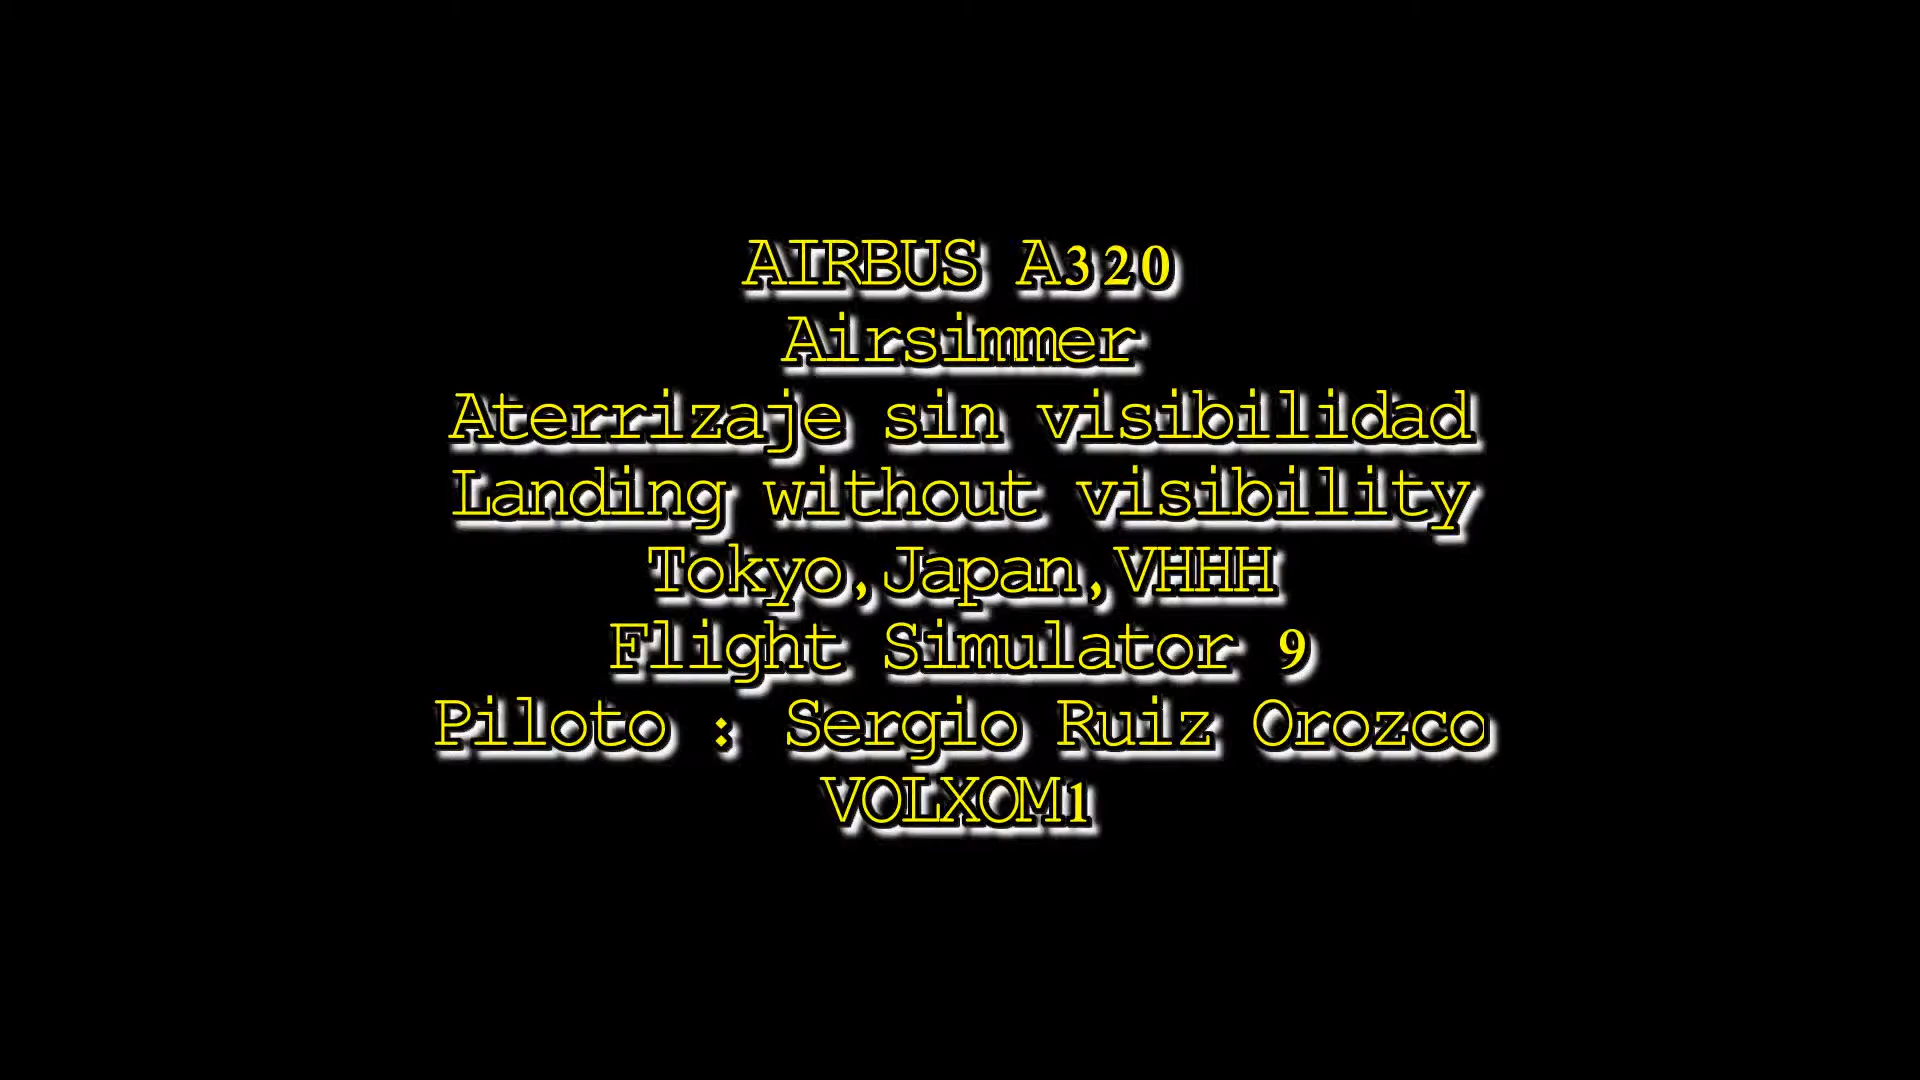 AIRBUS A320
Airsimmer
Aterrizaje sin visibilidad
Landing without visibility
Tokyo,Japan,VHHH
Flight Simulator 9
Piloto : Sergio Ruiz Orozco
VOLXOM1